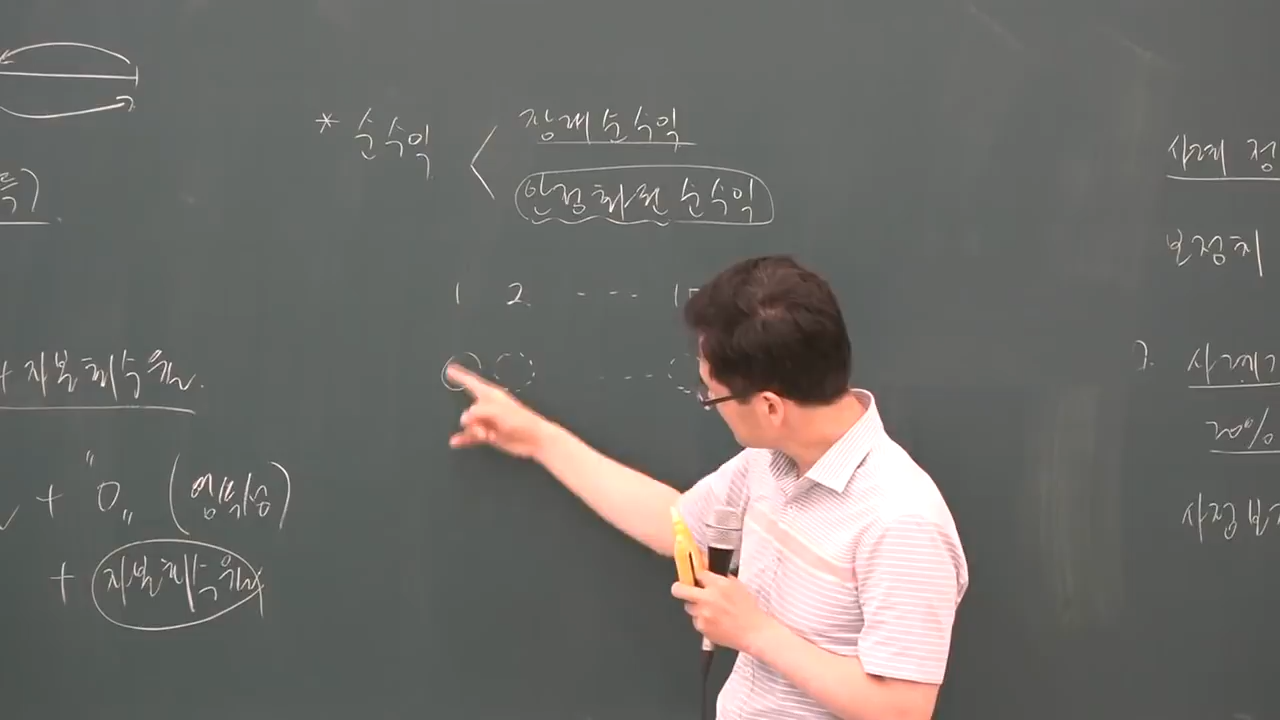 * 순수익 < 장래 순수익
안정화된 순수익
1 2 ---- 1
----
+ 자본회수율.
" + 0 " (영속성)
+ 자본회수율
사례 정
보정치
2. 사례가
20%
사정보정